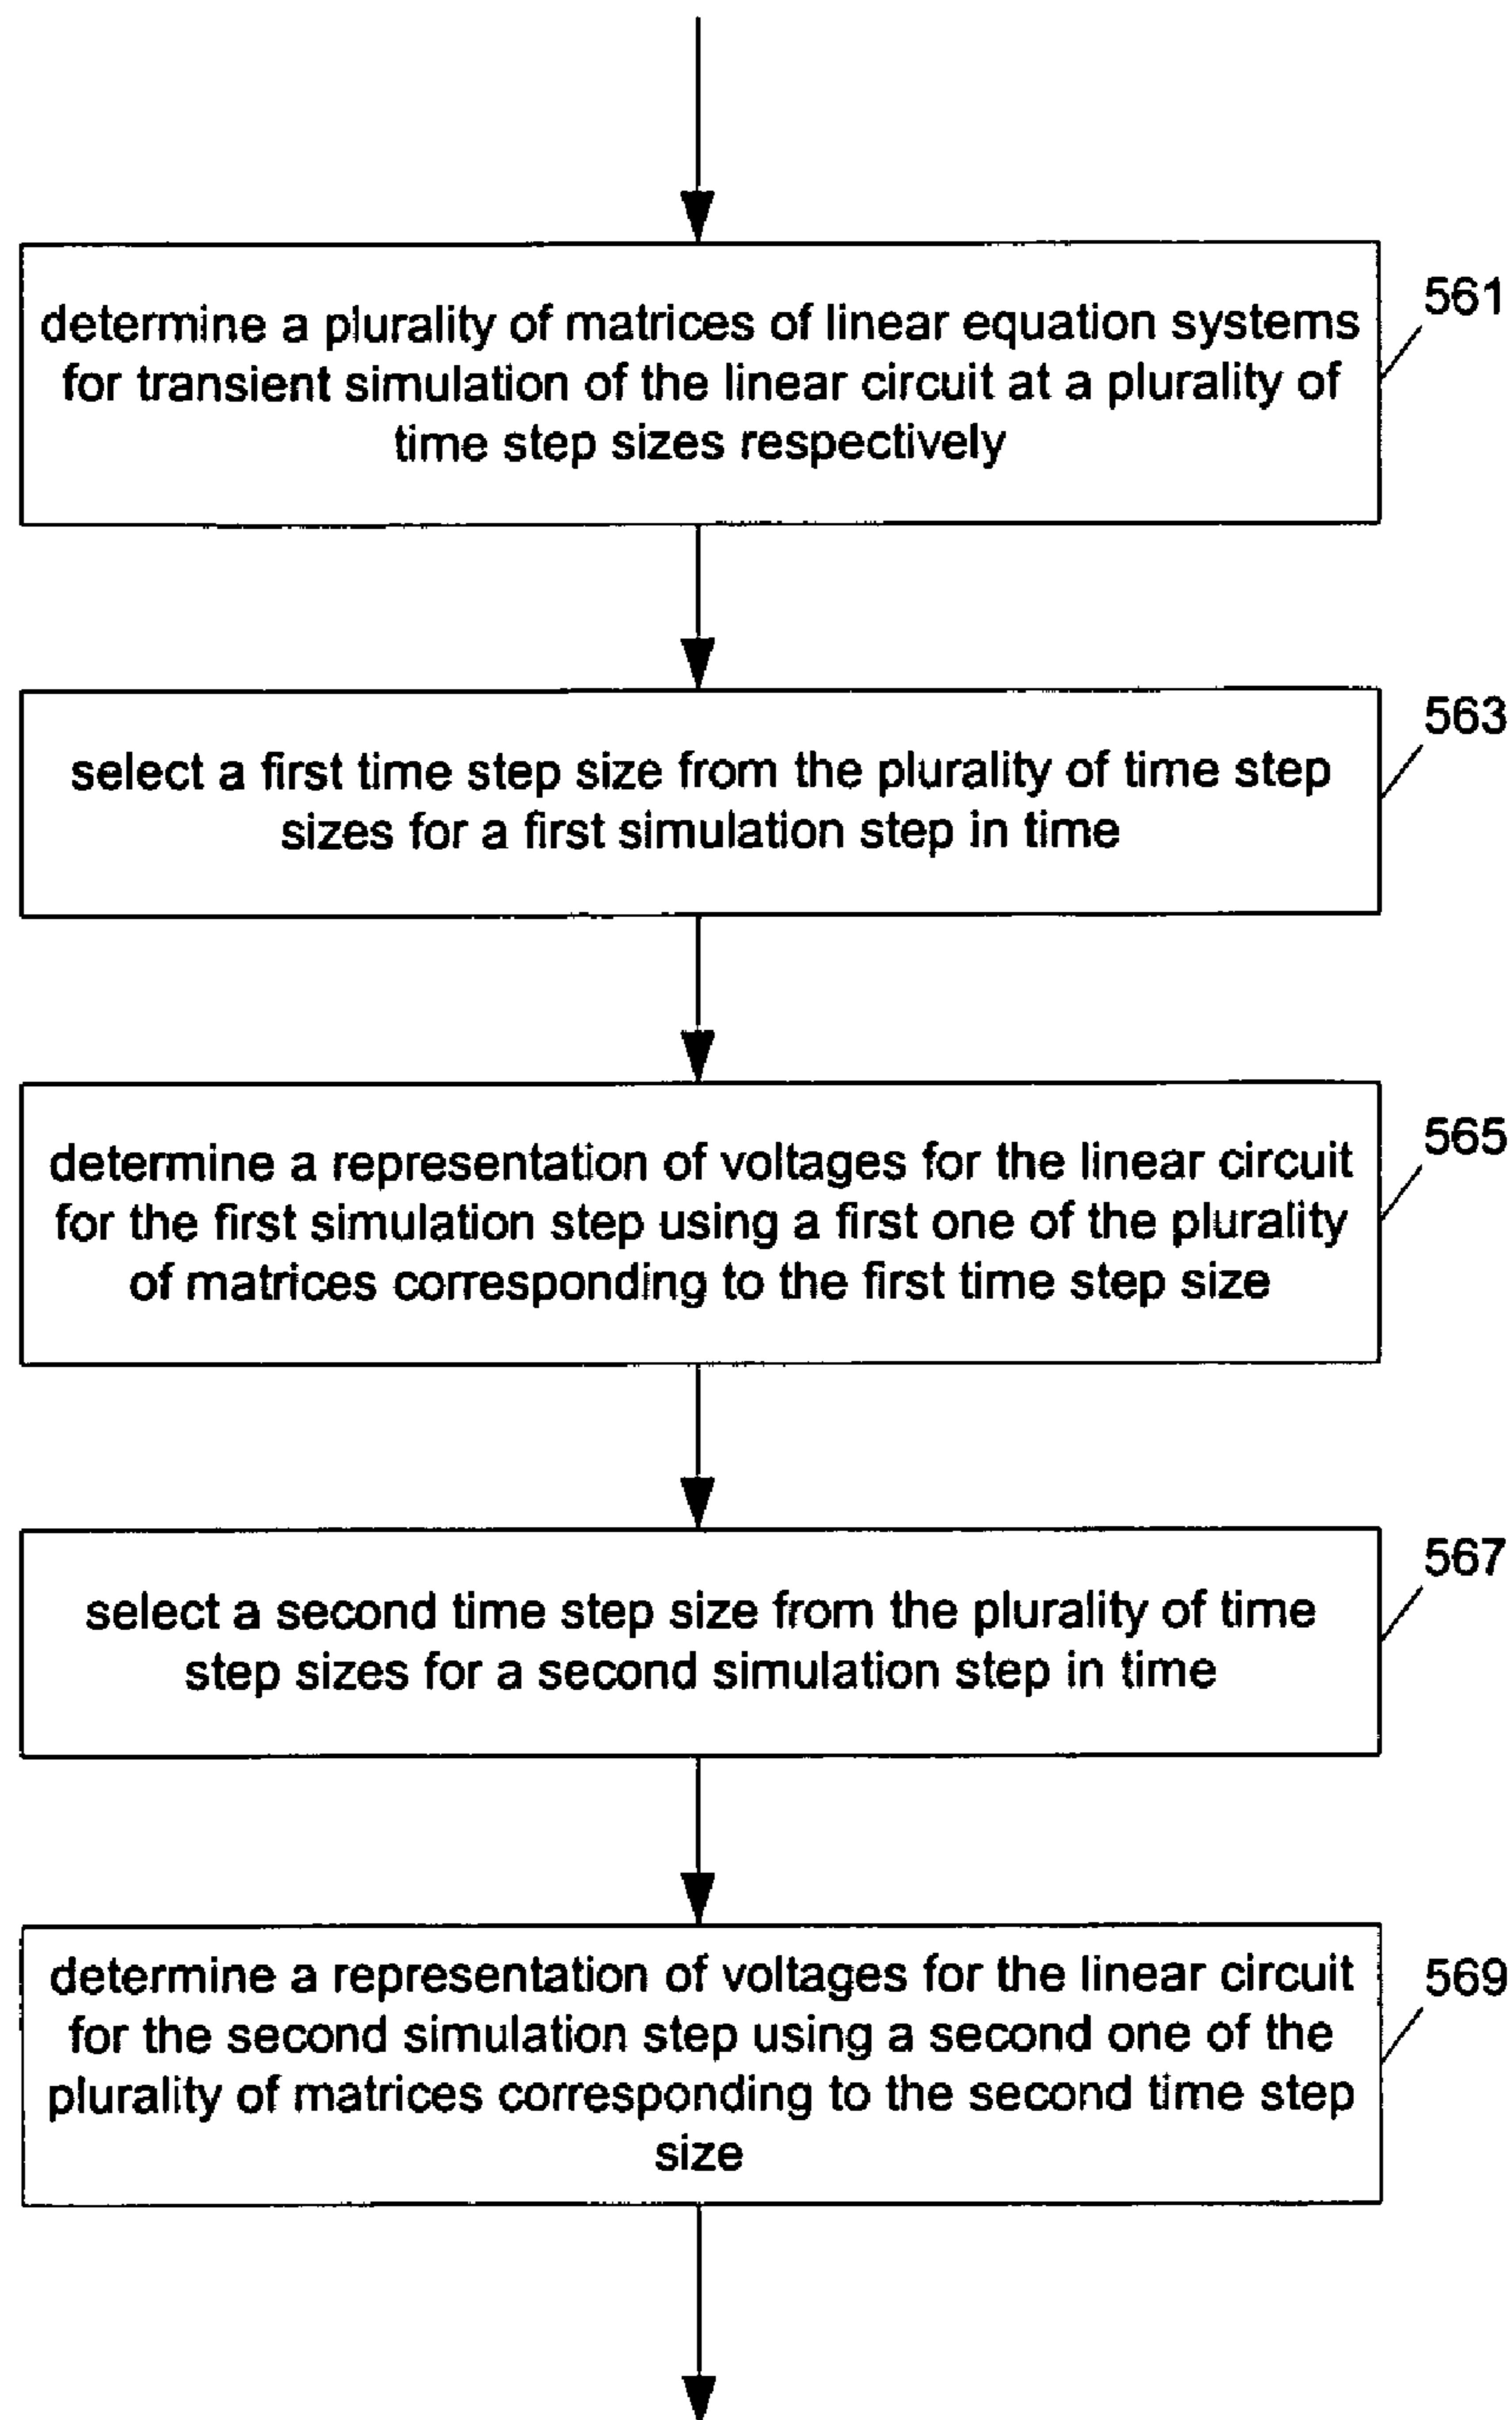 determine a plurality of matrices of linear equation systems
for transient simulation of the linear circuit at a plurality of
time step sizes respectively
561
select a first time step size from the plurality of time step
sizes for a first simulation step in time
563
determine a representation of voltages for the linear circuit
for the first simulation step using a first one of the plurality
of matrices corresponding to the first time step size
565
select a second time step size from the plurality of time
step sizes for a second simulation step in time
567
determine a representation of voltages for the linear circuit
for the second simulation step using a second one of the
plurality of matrices corresponding to the second time step
size
569